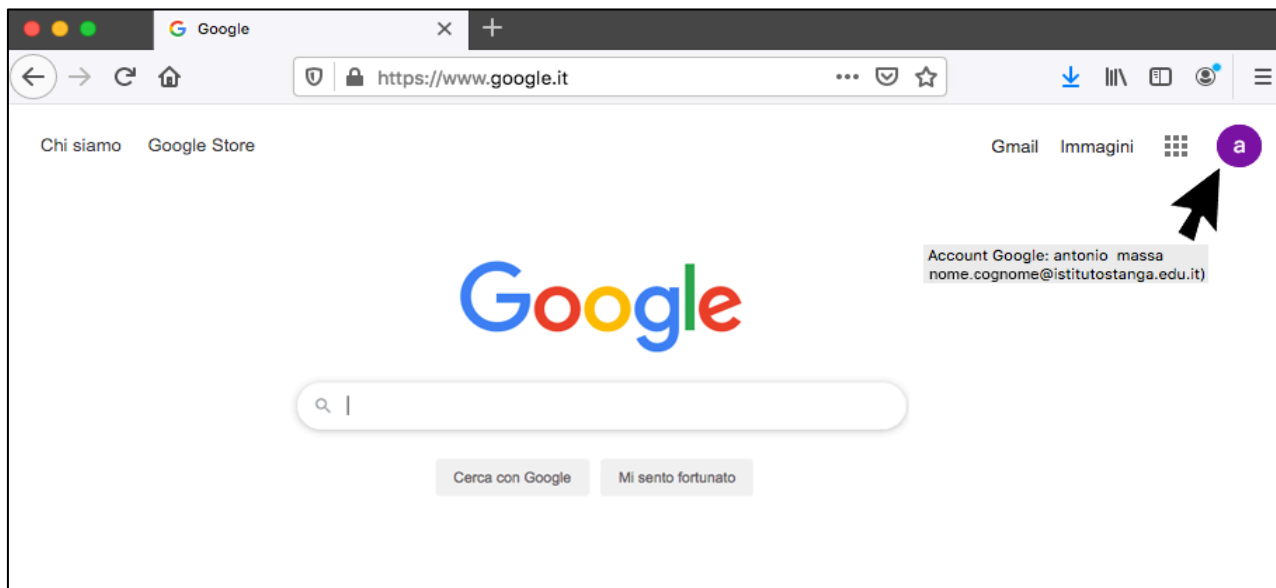 Google
https://www.google.it
Chi siamo Google Store
Gmail Immagini
a
Account Google: antonio massa
nome.cognome@istitutostanga.edu.it)
Google
Cerca con Google Mi sento fortunato